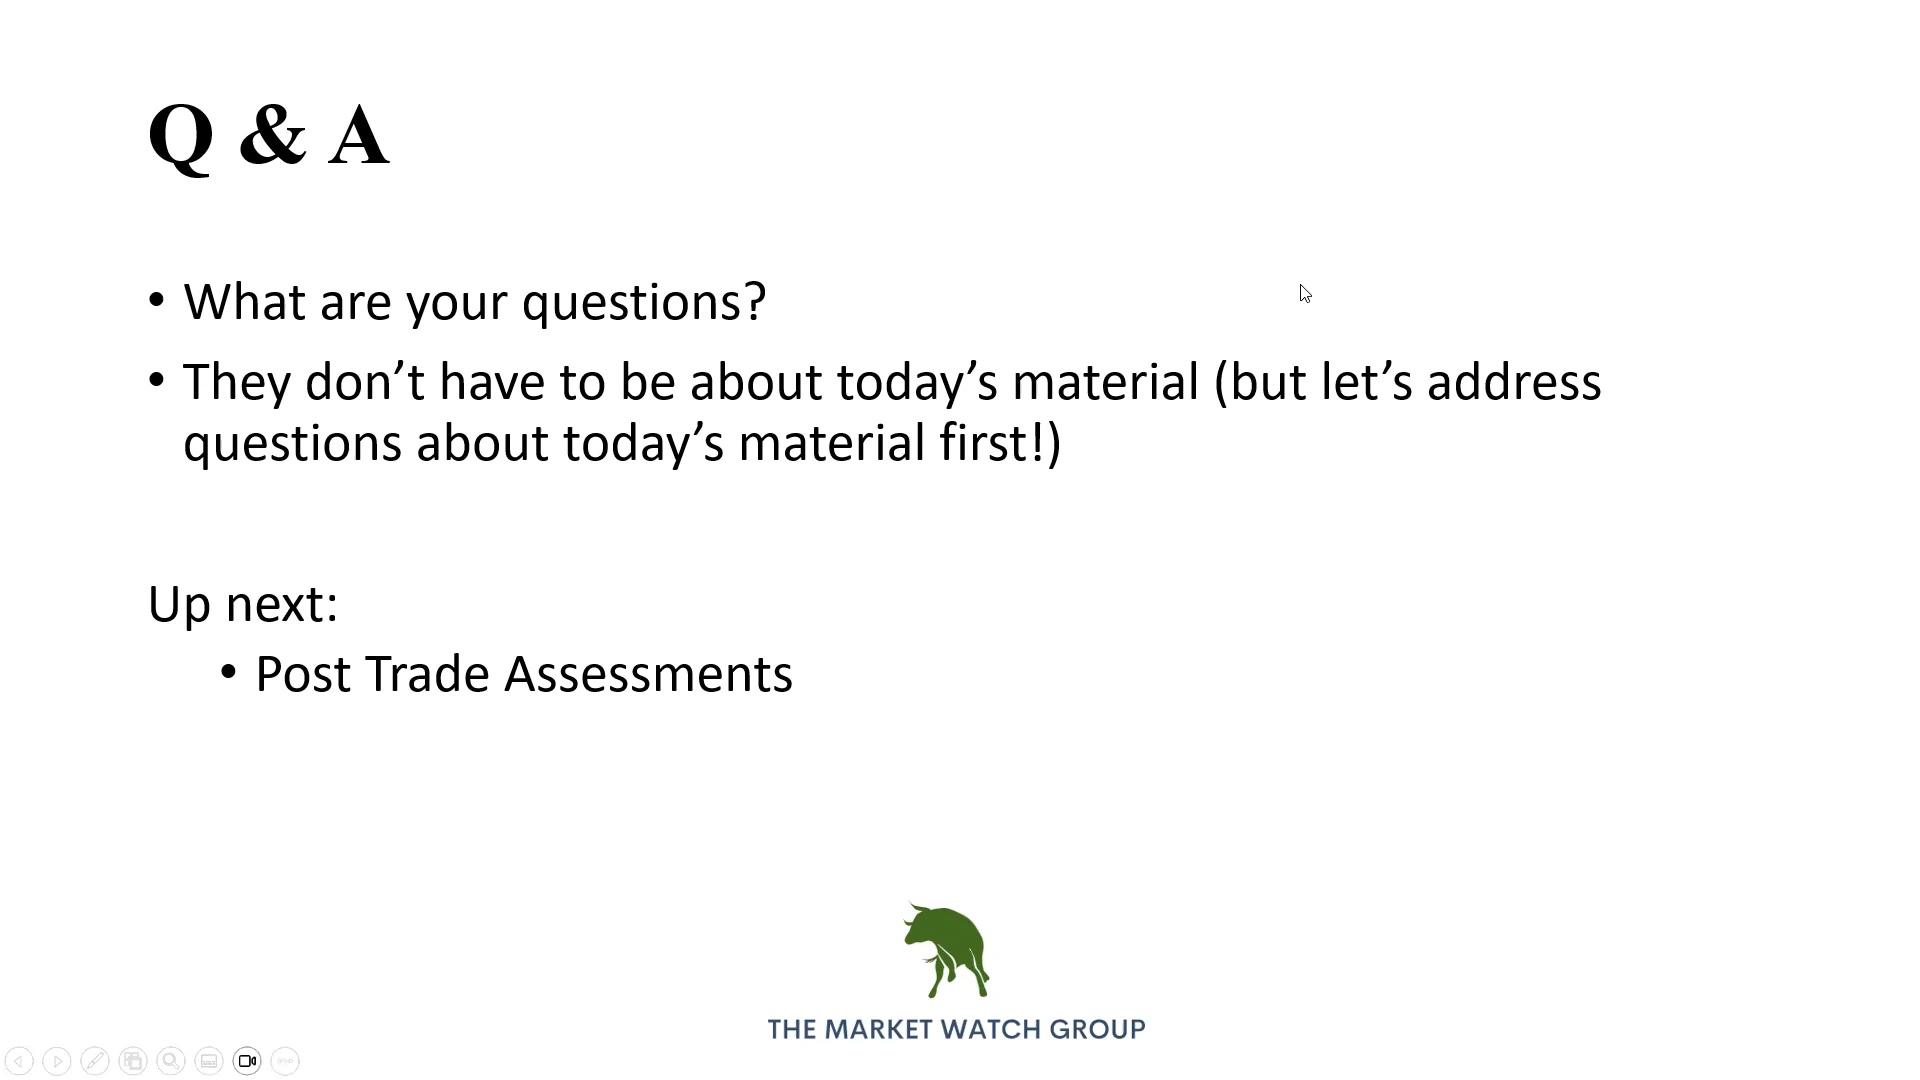 Q & A
• What are your questions?
• They don’t have to be about today’s material (but let’s address
questions about today’s material first!)
Up next:
• Post Trade Assessments
THE MARKET WATCH GROUP